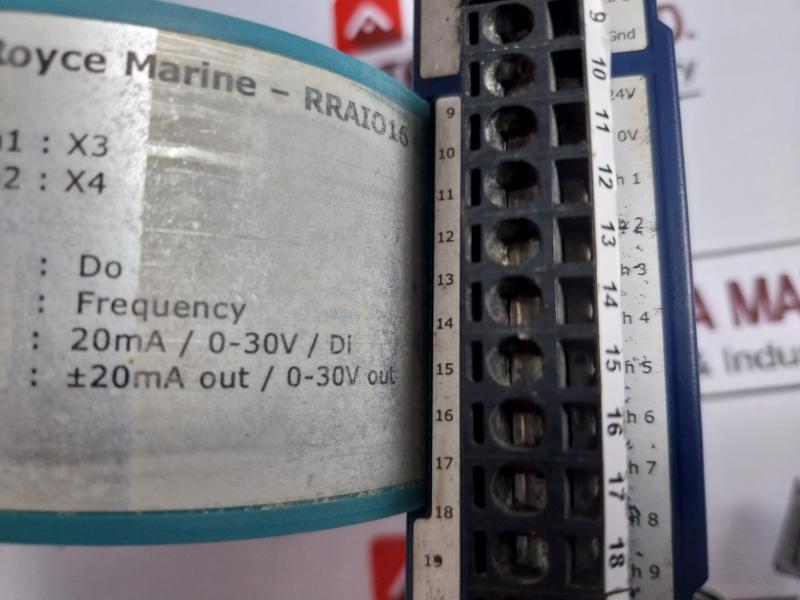 Royce Marine - RRAIO16
: X3
: X4
: Do
: Frequency
: 20mA / 0-30V / Di
: ±20mA out / 0-30V out
9
10
11
12
13
14
15
16
17
18
19
9
10
11
12
13
14
15
16
17
18
Gnd
24V
0V
h 1
2
h 3
h 4
h 5
h 6
h 7
h 8
h 9
O.
A MA
& Indus